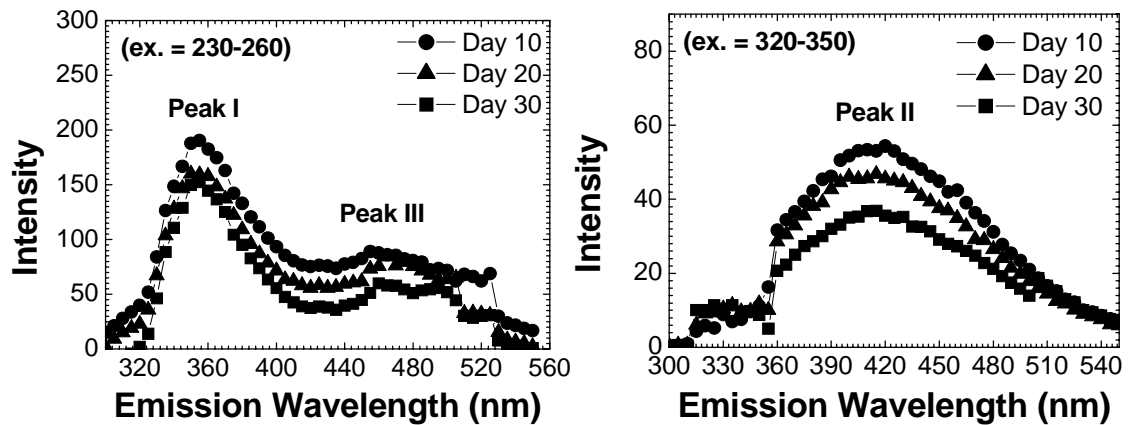 (ex. = 230-260)
Day 10
Day 20
Day 30
Peak I
Peak III
Intensity
300
250
200
150
100
50
0
320 360 400 440 480 520 560
Emission Wavelength (nm)
(ex. = 320-350)
Day 10
Day 20
Day 30
Peak II
Intensity
80
60
40
20
0
300 330 360 390 420 450 480 510 540
Emission Wavelength (nm)